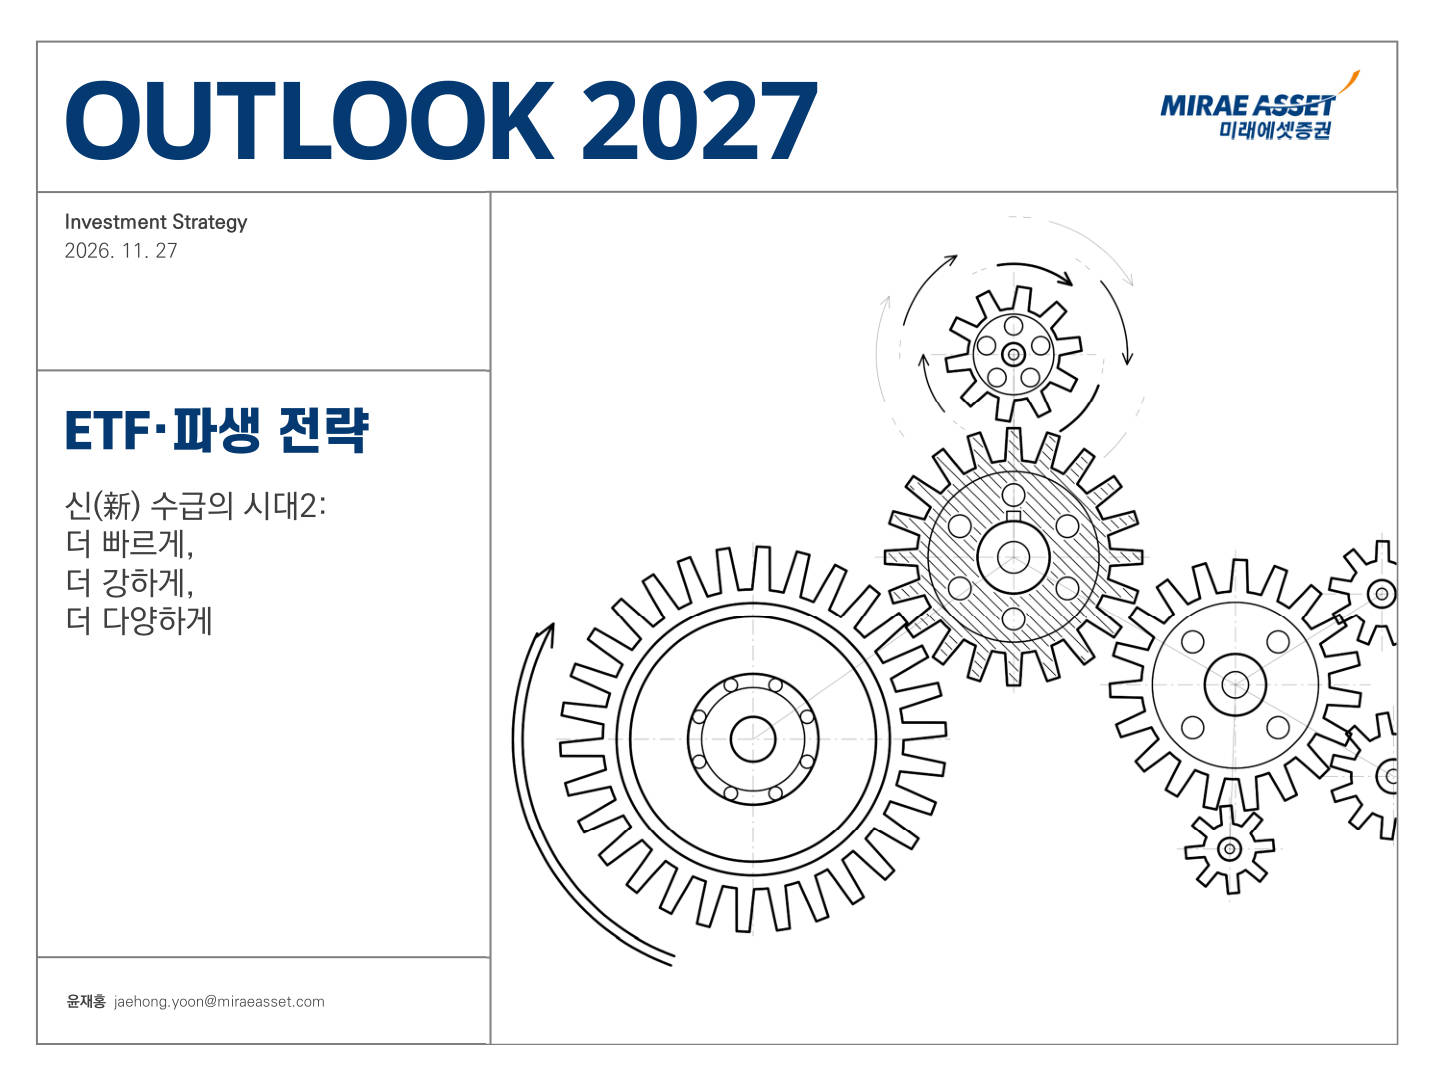 OUTLOOK 2027
MIRAE ASSET
미래에셋증권
Investment Strategy
2026. 11. 27
ETF·파생 전략
신(新) 수급의 시대2:
더 빠르게,
더 강하게,
더 다양하게
윤재홍 jaehong.yoon@miraeasset.com